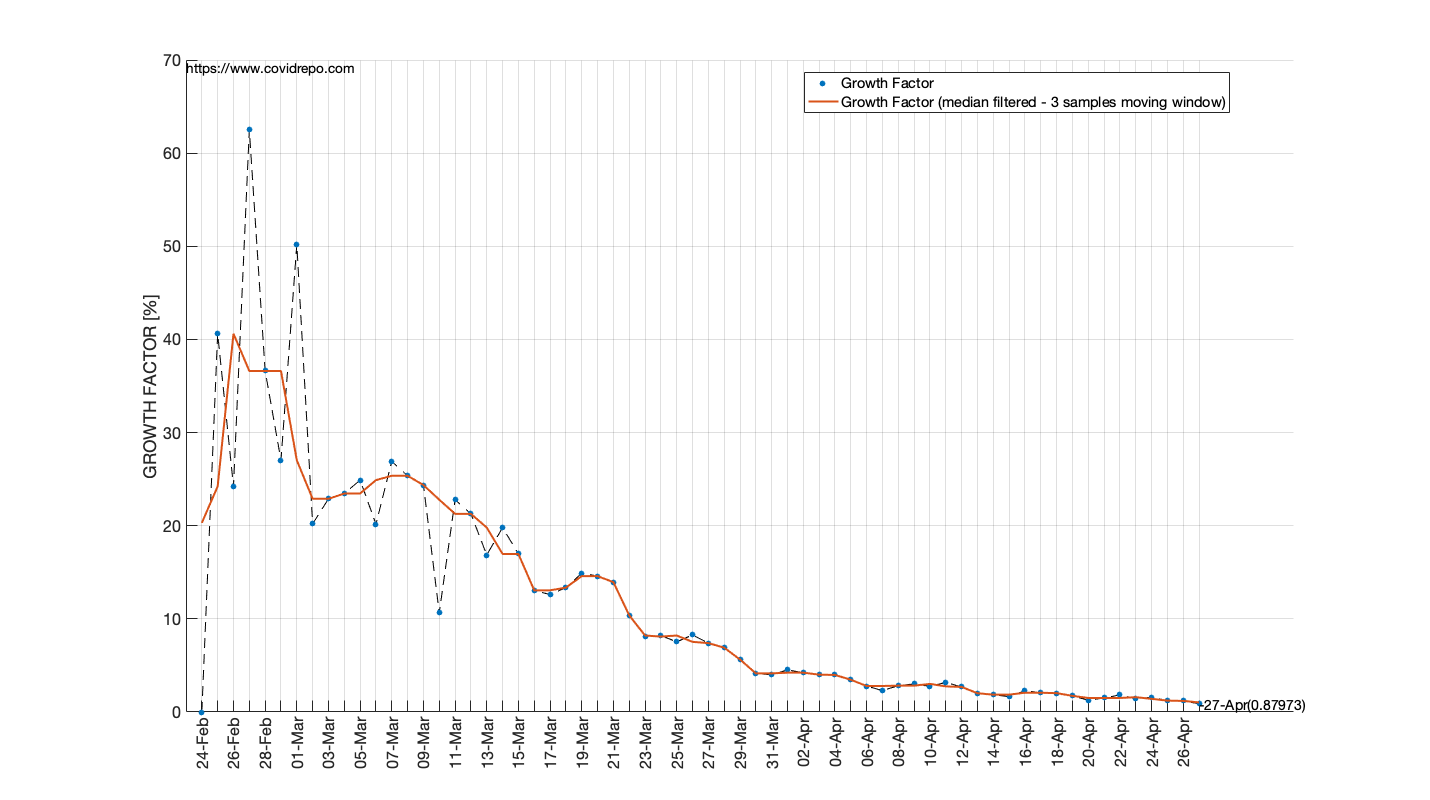 https://www.covidrepo.com
Growth Factor
Growth Factor (median filtered - 3 samples moving window)
GROWTH FACTOR [%]
70
60
50
40
30
20
10
0
27-Apr(0.87973)
24-Feb
26-Feb
28-Feb
01-Mar
03-Mar
05-Mar
07-Mar
09-Mar
11-Mar
13-Mar
15-Mar
17-Mar
19-Mar
21-Mar
23-Mar
25-Mar
27-Mar
29-Mar
31-Mar
02-Apr
04-Apr
06-Apr
08-Apr
10-Apr
12-Apr
14-Apr
16-Apr
18-Apr
20-Apr
22-Apr
24-Apr
26-Apr